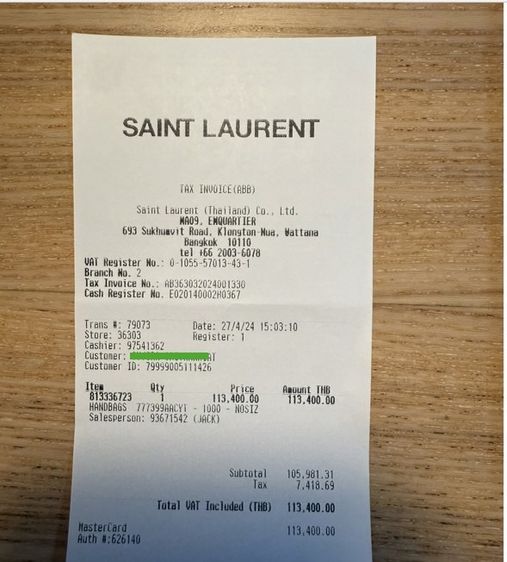 SAINT LAURENT
TAX INVOICE(ABB)
Saint Laurent (Thailand) Co., Ltd.
MA09, EMQUARTIER
693 Sukhumvit Road, Klongton-Nua, Wattana
Bangkok 10110
tel +66 2003-6078
VAT Register No.: 0-1055-57013-43-1
Branch No. 2
Tax Invoice No.: AB363032024001330
Cash Register No. E020140002H0367
Trans #: 79073 Date: 27/4/24 15:03:10
Store: 36303 Register: 1
Cashier: 97541362
Customer:
Customer ID: 79999005111426
Item Qty Price Amount THB
813336723 1 113,400.00 113,400.00
HANDBAGS 777399AACYT - 1000 - NOSIZ
Salesperson: 93671542 (JACK)
Subtotal 105,981.31
Tax 7,418.69
Total VAT Included (THB) 113,400.00
MasterCard 113,400.00
Auth #:626140